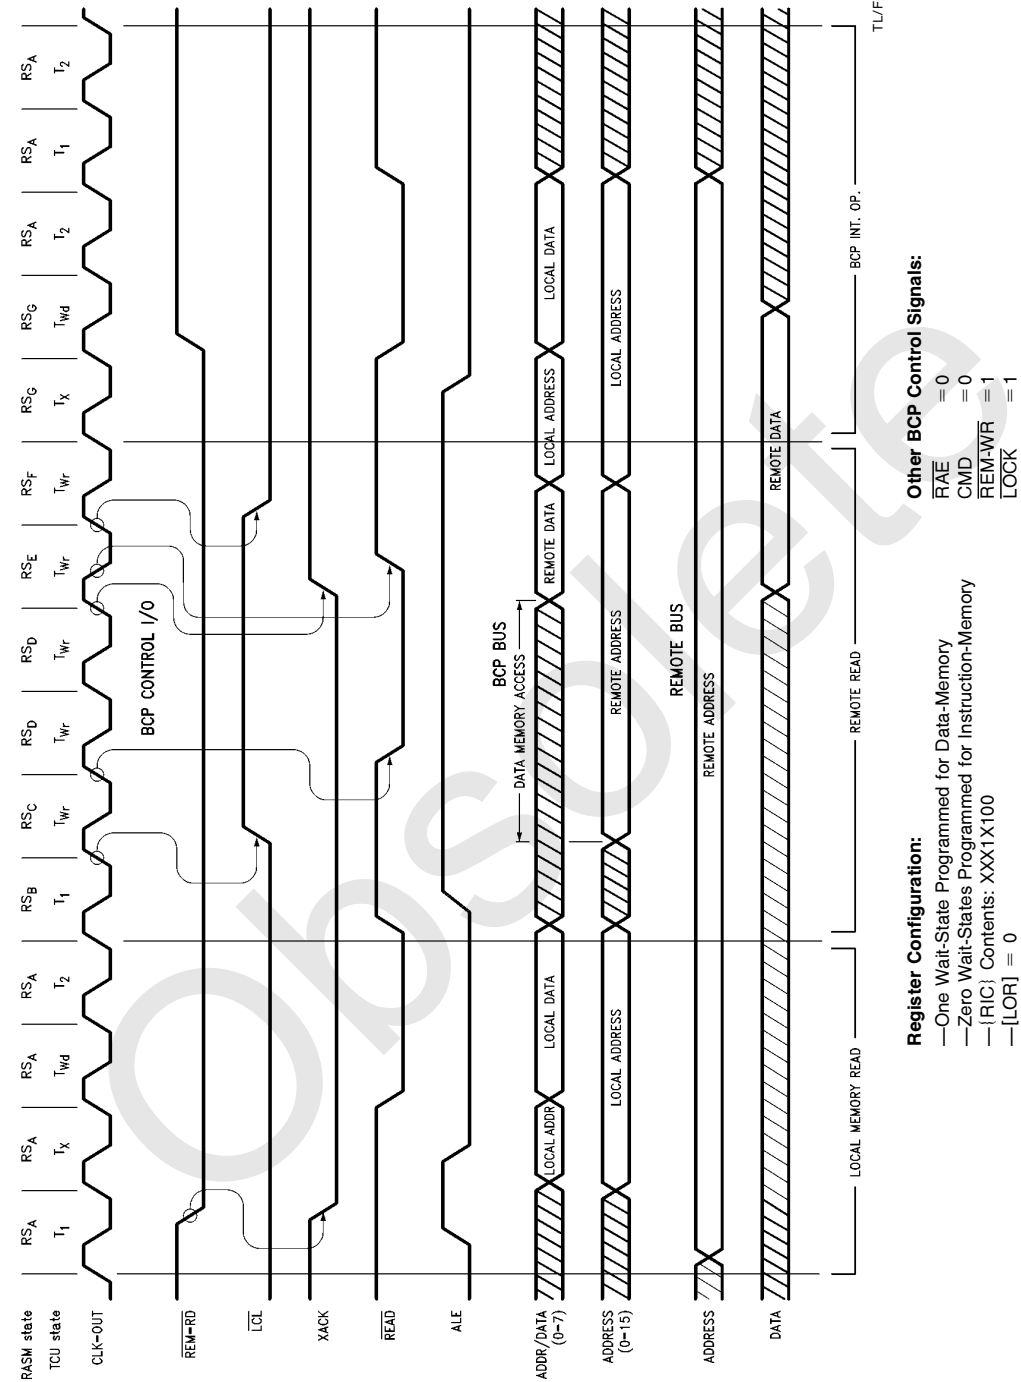 RASM state RSA RSA RSA RSA RSB RSC RSD RSD RSE RSF RSG RSG RSA RSA RSA
TCU state T1 TX TWd T2 T1 TWr TWr TWr TWr TWr TX TWd T2 T1 T2
CLK-OUT
BCP CONTROL I/O
REM-RD
LCL
XACK
READ
ALE
BCP BUS
DATA MEMORY ACCESS
ADDR/DATA (0-7) LOCAL ADDR LOCAL DATA REMOTE DATA LOCAL ADDRESS LOCAL DATA
ADDRESS (0-15) LOCAL ADDRESS REMOTE ADDRESS LOCAL ADDRESS
REMOTE BUS
ADDRESS REMOTE ADDRESS
DATA REMOTE DATA
LOCAL MEMORY READ REMOTE READ BCP INT. OP.
TL/F
Register Configuration:
—One Wait-State Programmed for Data-Memory
—Zero Wait-States Programmed for Instruction-Memory
—{RIC} Contents: XXX1X100
—[LOR] = 0
Other BCP Control Signals:
RAE = 0
CMD = 0
REM-WR = 1
LOCK = 1
Obsolete